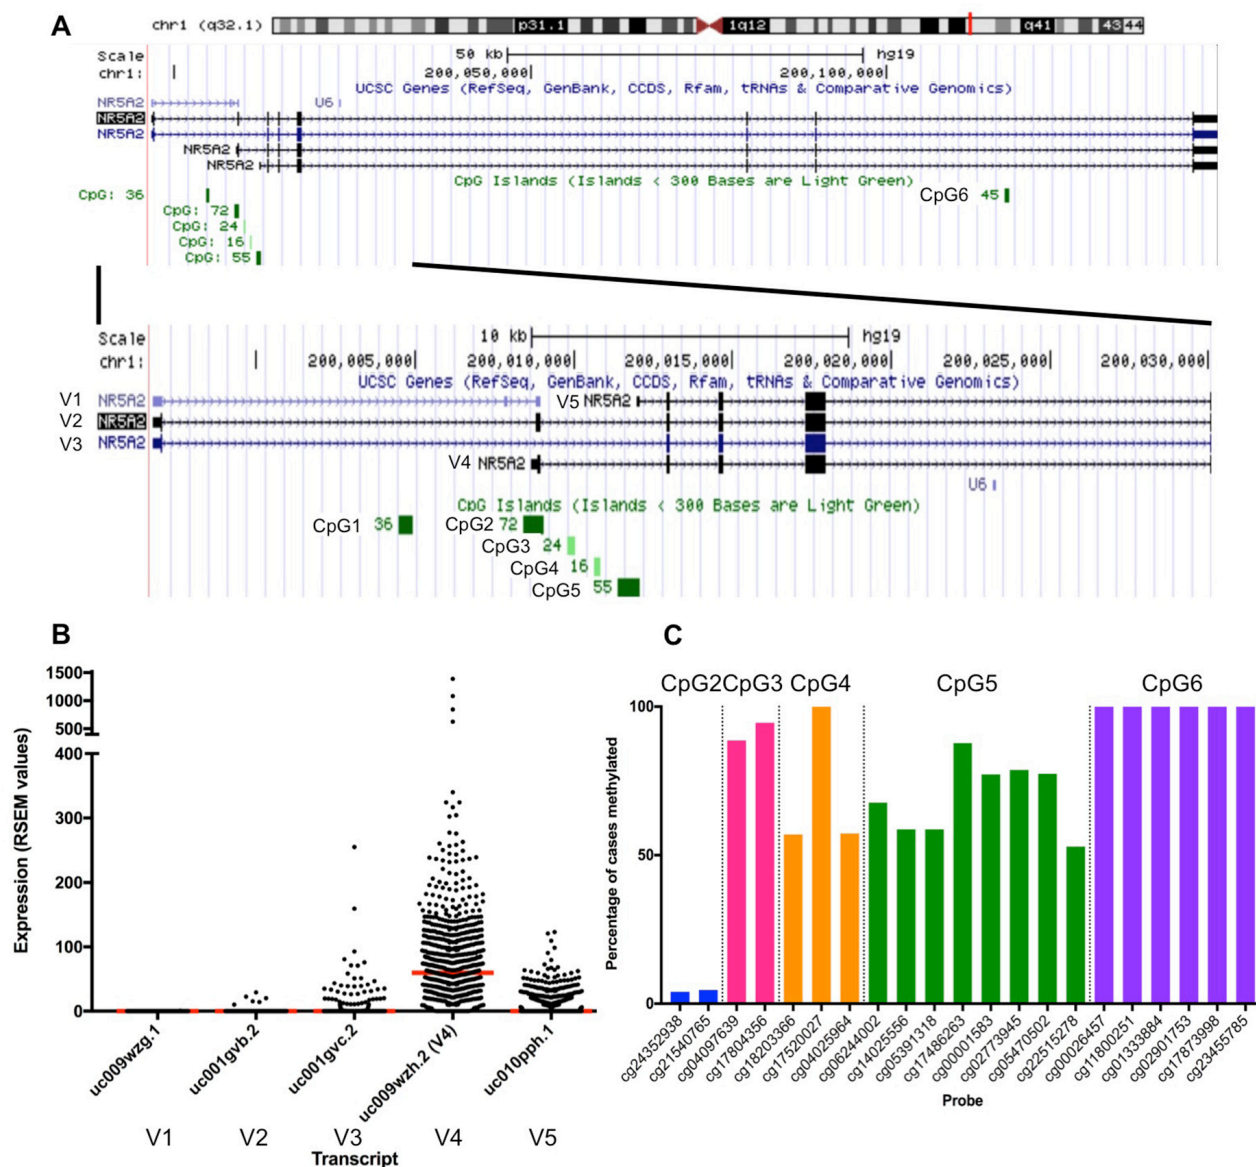 A
chr1 (q32.1) p31.1 1q12 q41 43 44
Scale 50 kb hg19
chr1: 200,050,000 200,100,000
UCSC Genes (RefSeq, GenBank, CCDS, Rfam, tRNAs & Comparative Genomics)
NR5A2 U6
NR5A2
NR5A2
NR5A2
NR5A2
CpG Islands (Islands < 300 Bases are Light Green)
CpG: 36 CpG6 45
CpG: 72
CpG: 24
CpG: 16
CpG: 55
Scale 10 kb hg19
chr1: 200,005,000 200,010,000 200,015,000 200,020,000 200,025,000 200,030,000
UCSC Genes (RefSeq, GenBank, CCDS, Rfam, tRNAs & Comparative Genomics)
V1 NR5A2 V5 NR5A2
V2 NR5A2
V3 NR5A2
V4 NR5A2
U6
CpG Islands (Islands < 300 Bases are Light Green)
CpG1 36 CpG2 72
CpG3 24
CpG4 16
CpG5 55
B
Expression (RSEM values)
1500
1000
500
400
300
200
100
0
uc009wzg.1 uc001gvb.2 uc001gvc.2 uc009wzh.2 (V4) uc010pph.1
V1 V2 V3 V4 V5
Transcript
C
CpG2 CpG3 CpG4 CpG5 CpG6
Percentage of cases methylated
100
50
0
cg24352938 cg21540765 cg04097639 cg17804356 cg18203366 cg17520027 cg04025964 cg06244002 cg14025556 cg05391318 cg17486263 cg00001583 cg02773945 cg05470502 cg22515278 cg00026457 cg11800251 cg01333884 cg02901753 cg17873998 cg23455785
Probe